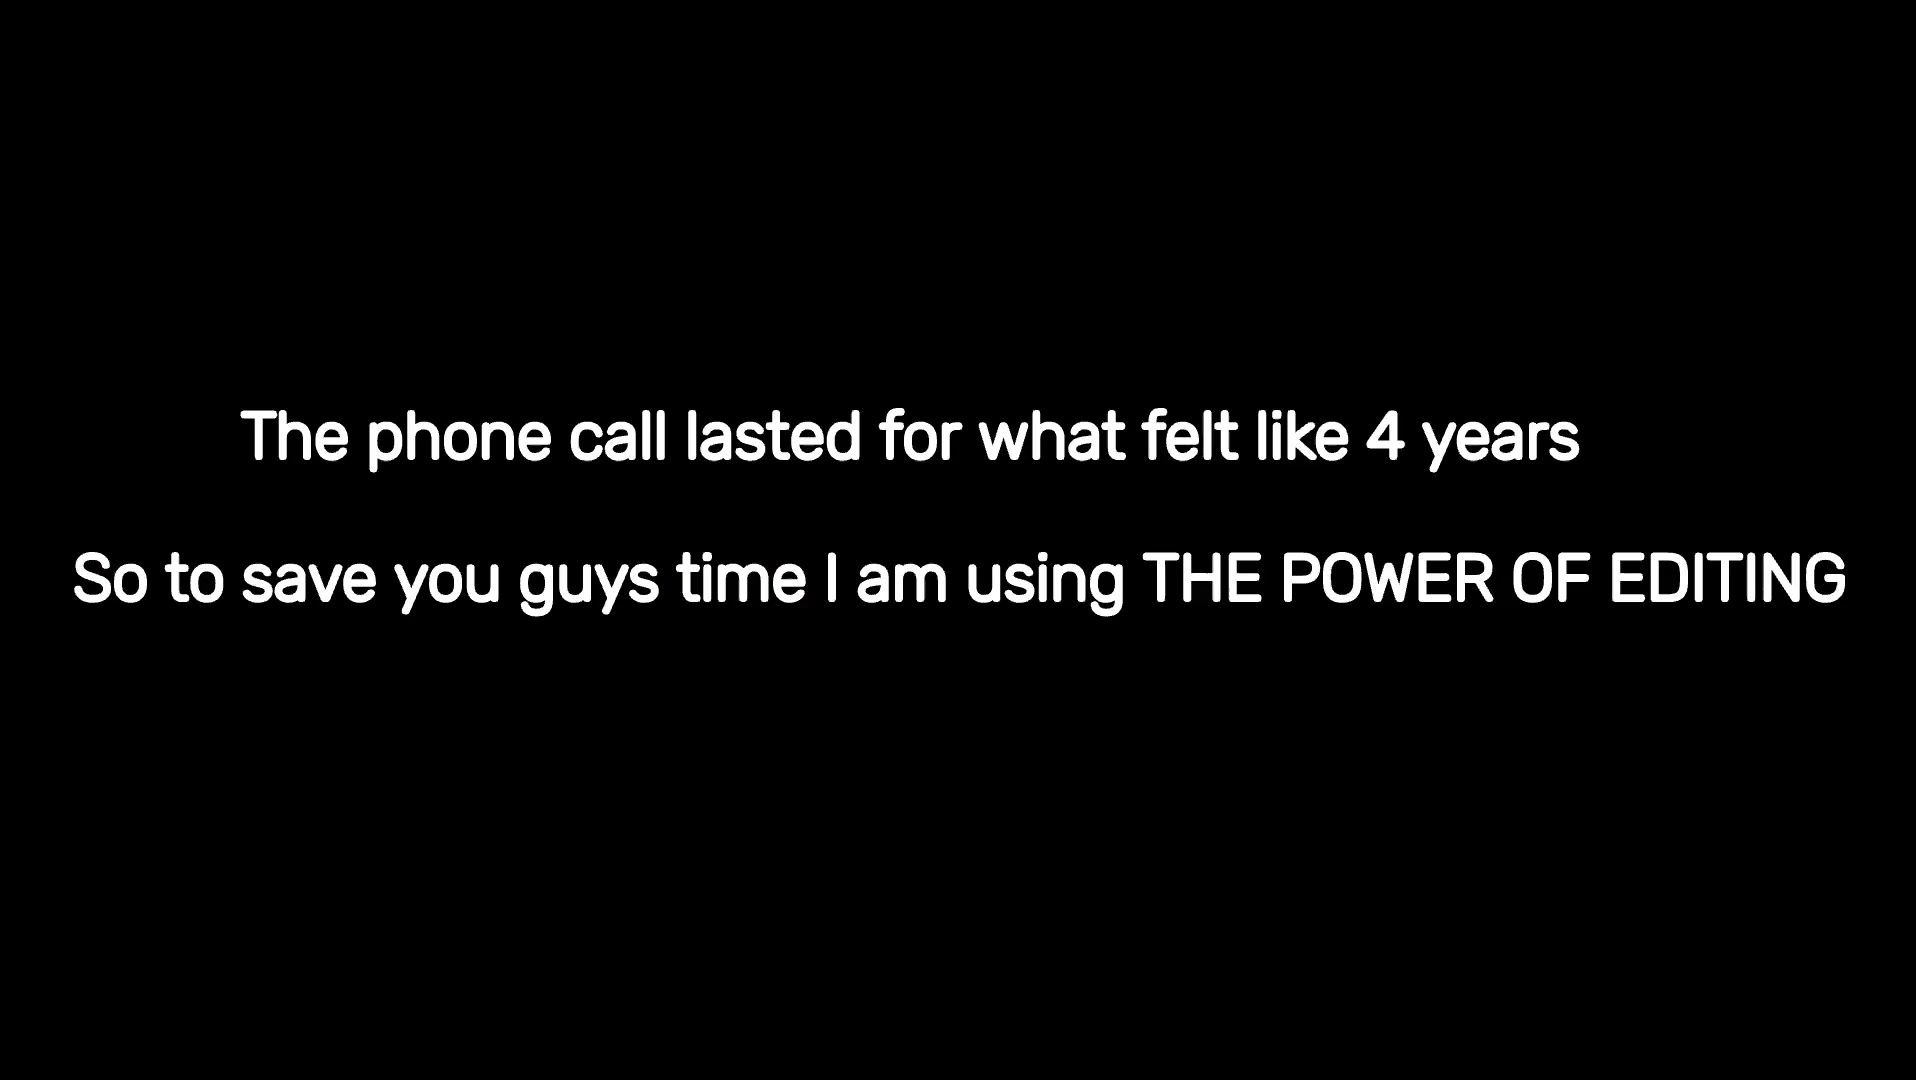 The phone call lasted for what felt like 4 years
So to save you guys time I am using THE POWER OF EDITING